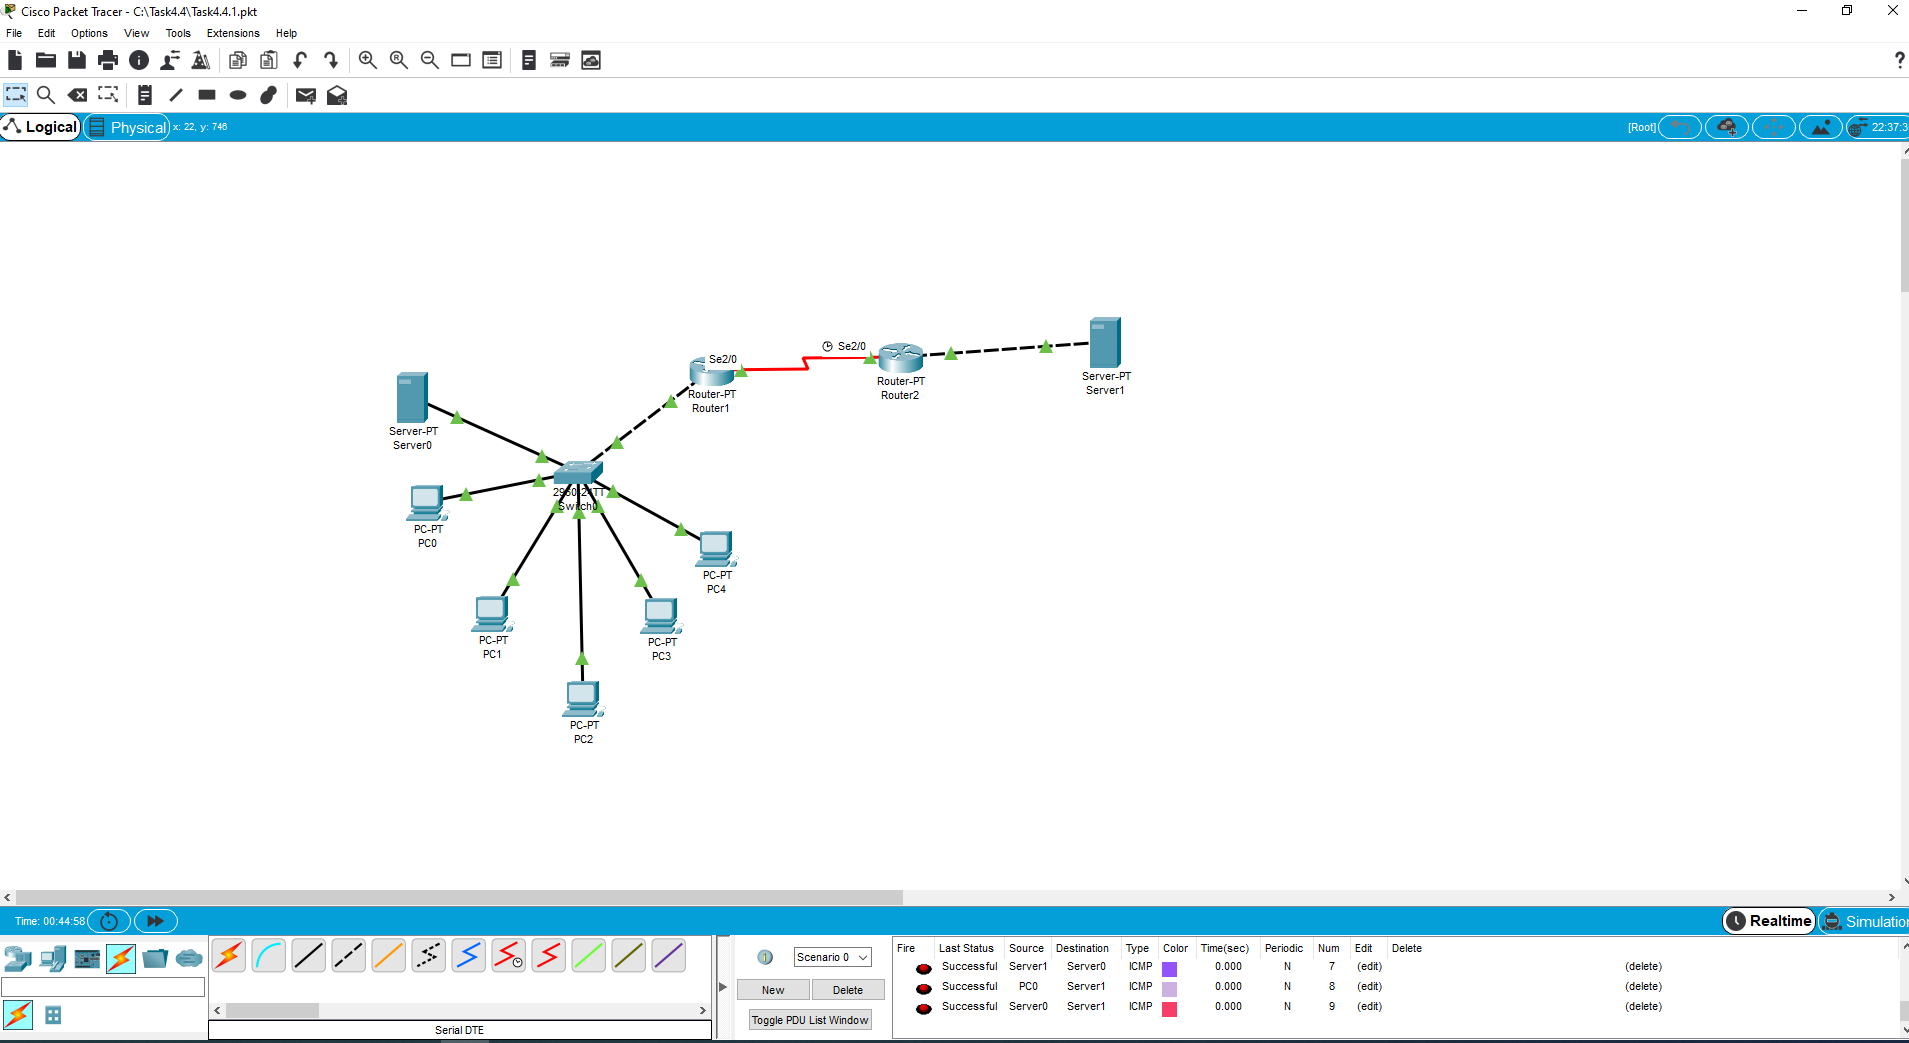 Cisco Packet Tracer - C:\Task4.4\Task4.4.1.pkt
File Edit Options View Tools Extensions Help
Logical Physical x: 22, y: 746 [Root] 22:37:3
Se2/0 Se2/0
Server-PT
Server1
Router-PT
Router2
Router-PT
Router1
Server-PT
Server0
2960-24TT
Switch0
PC-PT
PC0
PC-PT
PC4
PC-PT
PC1
PC-PT
PC3
PC-PT
PC2
Time: 00:44:58 Realtime Simulation
Scenario 0
New Delete
Toggle PDU List Window
Serial DTE
Fire Last Status Source Destination Type Color Time(sec) Periodic Num Edit Delete
Successful Server1 Server0 ICMP 0.000 N 7 (edit) (delete)
Successful PC0 Server1 ICMP 0.000 N 8 (edit) (delete)
Successful Server0 Server1 ICMP 0.000 N 9 (edit) (delete)